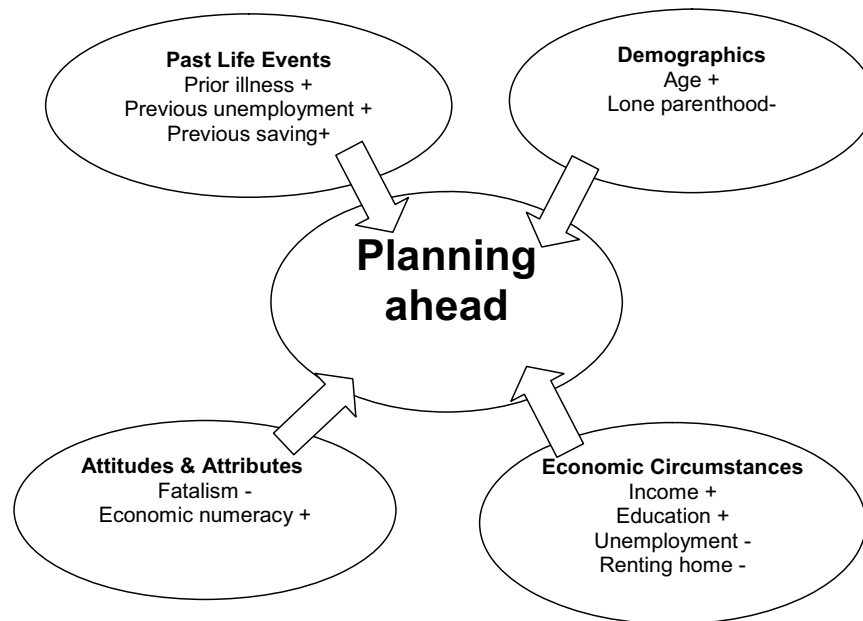 Past Life Events
Prior illness +
Previous unemployment +
Previous saving+
Demographics
Age +
Lone parenthood-
Planning
ahead
Attitudes & Attributes
Fatalism -
Economic numeracy +
Economic Circumstances
Income +
Education +
Unemployment -
Renting home -